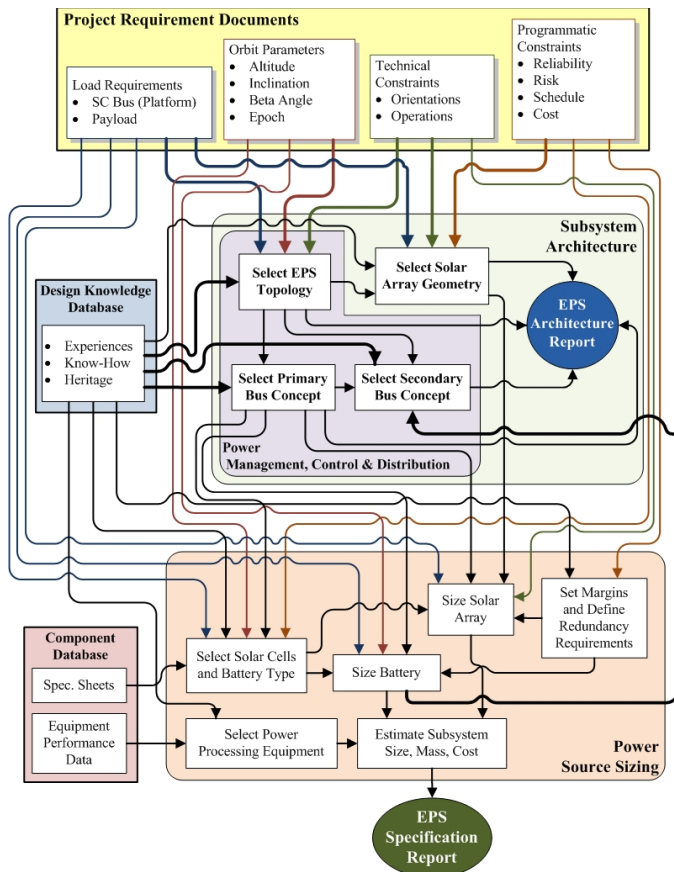 Project Requirement Documents
Load Requirements
• SC Bus (Platform)
• Payload
Orbit Parameters
• Altitude
• Inclination
• Beta Angle
• Epoch
Technical
Constraints
• Orientations
• Operations
Programmatic
Constraints
• Reliability
• Risk
• Schedule
• Cost
Subsystem
Architecture
Select EPS
Topology
Select Solar
Array Geometry
EPS
Architecture
Report
Design Knowledge
Database
• Experiences
• Know-How
• Heritage
Select Primary
Bus Concept
Select Secondary
Bus Concept
Power
Management, Control & Distribution
Size Solar
Array
Set Margins
and Define
Redundancy
Requirements
Component
Database
Spec. Sheets
Equipment
Performance
Data
Select Solar Cells
and Battery Type
Size Battery
Select Power
Processing Equipment
Estimate Subsystem
Size, Mass, Cost
Power
Source Sizing
EPS
Specification
Report